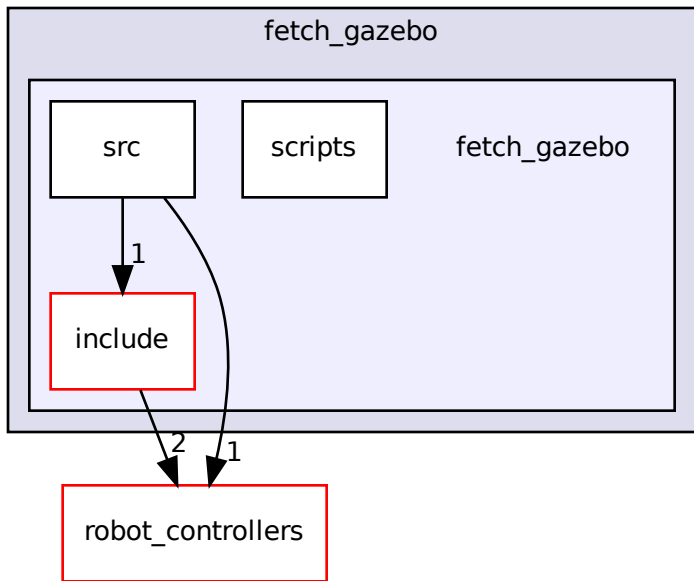 fetch_gazebo
src
scripts
fetch_gazebo
1
include
2
1
robot_controllers